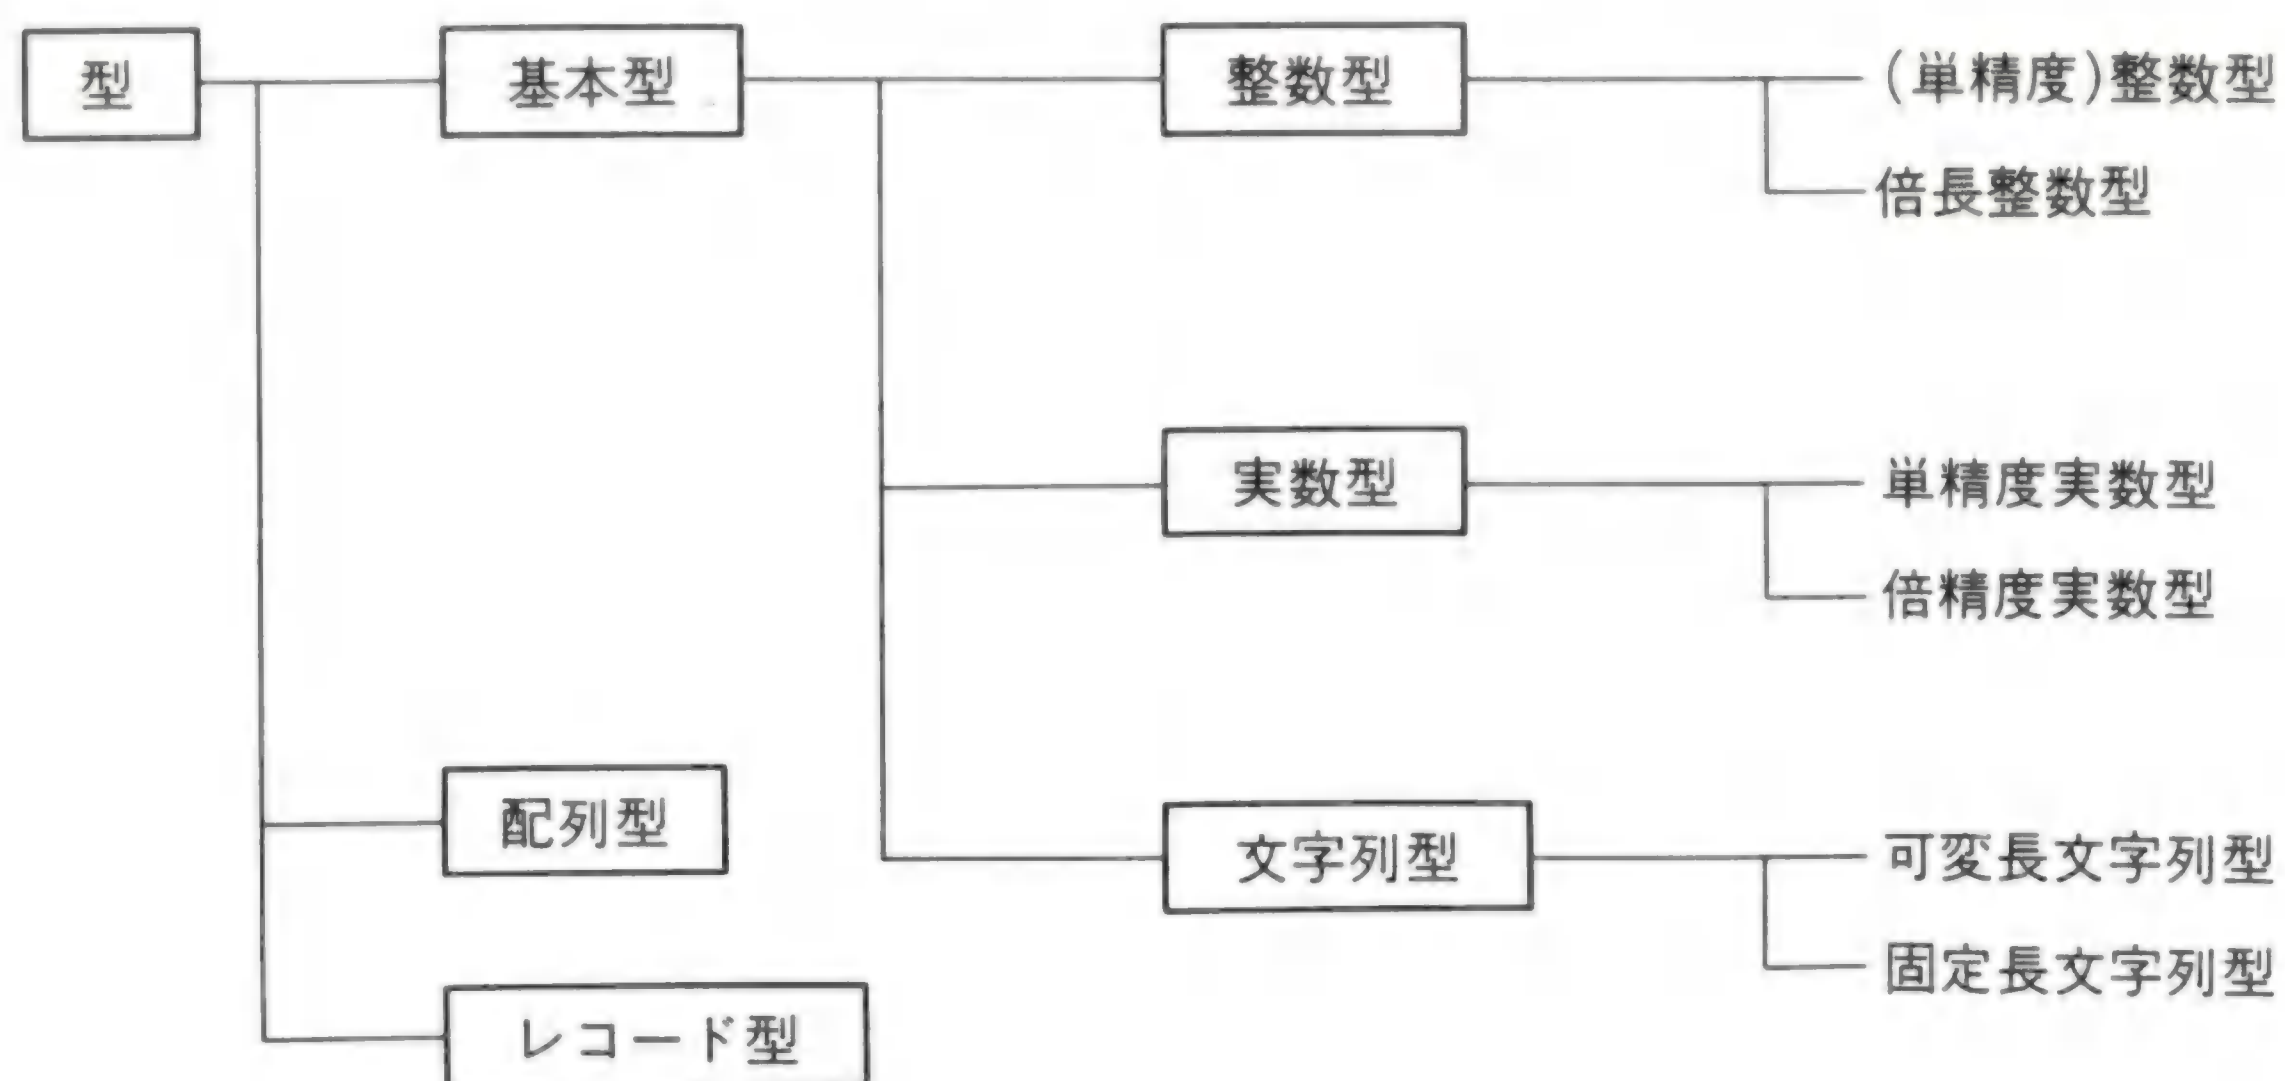 型
基本型
整数型
(単精度)整数型
倍長整数型
実数型
単精度実数型
倍精度実数型
配列型
文字列型
可変長文字列型
固定長文字列型
レコード型